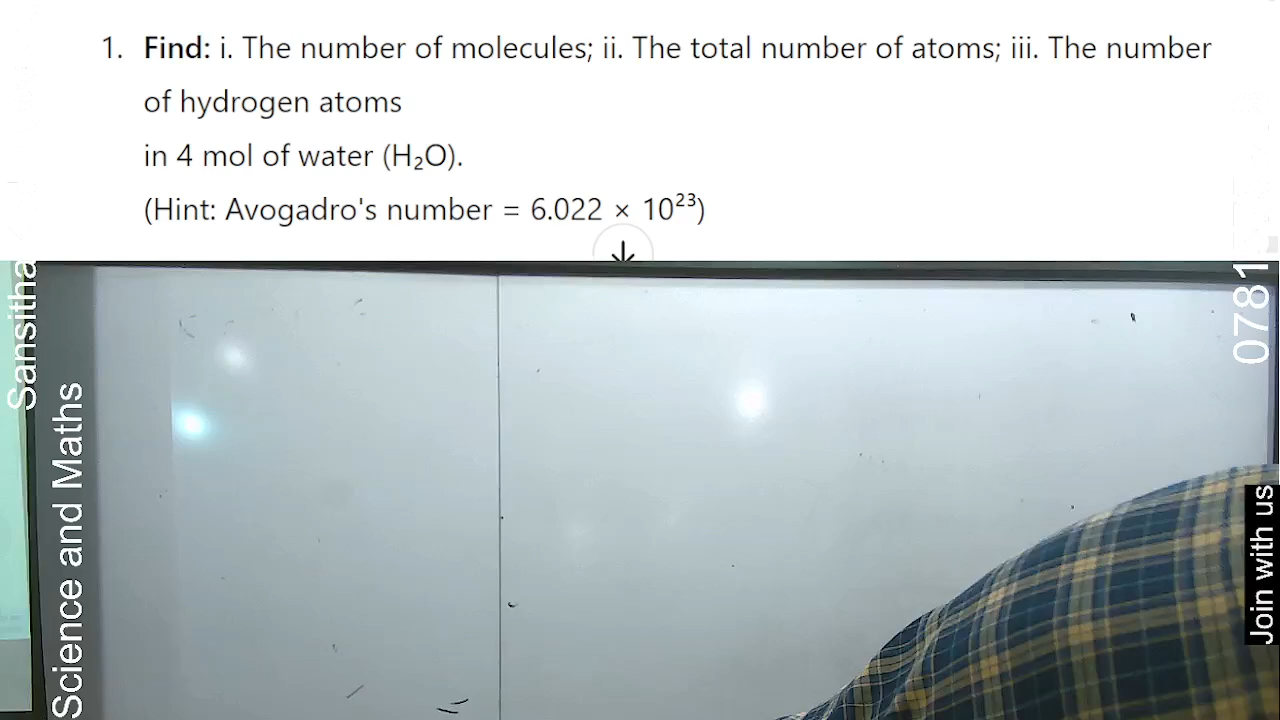 1. Find: i. The number of molecules; ii. The total number of atoms; iii. The number
of hydrogen atoms
in 4 mol of water (H₂O).
(Hint: Avogadro's number = 6.022 × 10²³)
Sansitha
Science and Maths
0781
Join with us